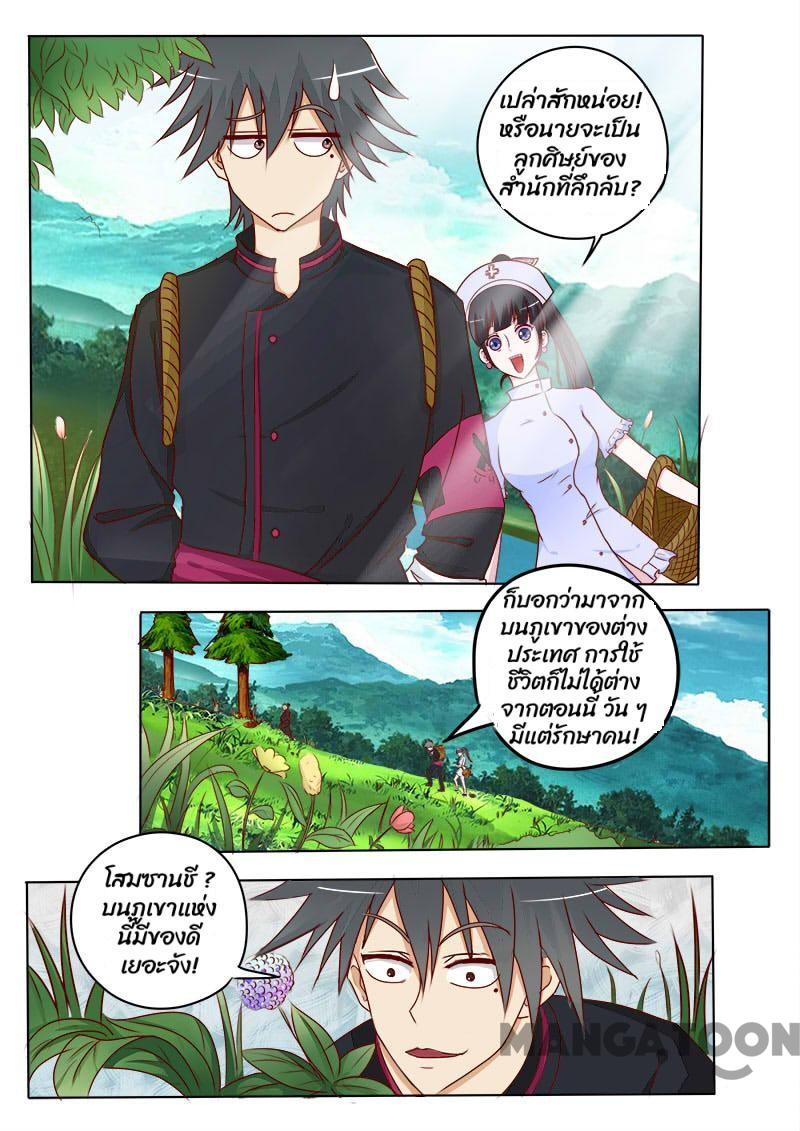 เปล่าสักหน่อย!
หรือนายจะเป็น
ลูกศิษย์ของ
สำนักที่ลึกลับ?
ก็บอกว่ามาจาก
บนภูเขาของต่าง
ประเทศ การใช้
ชีวิตก็ไม่ได้ต่าง
จากตอนนี้ วัน ๆ
มีแต่รักษาคน!
โสมซานชี ?
บนภูเขาแห่ง
นี้มีของดี
เยอะจัง!
MANGATOON